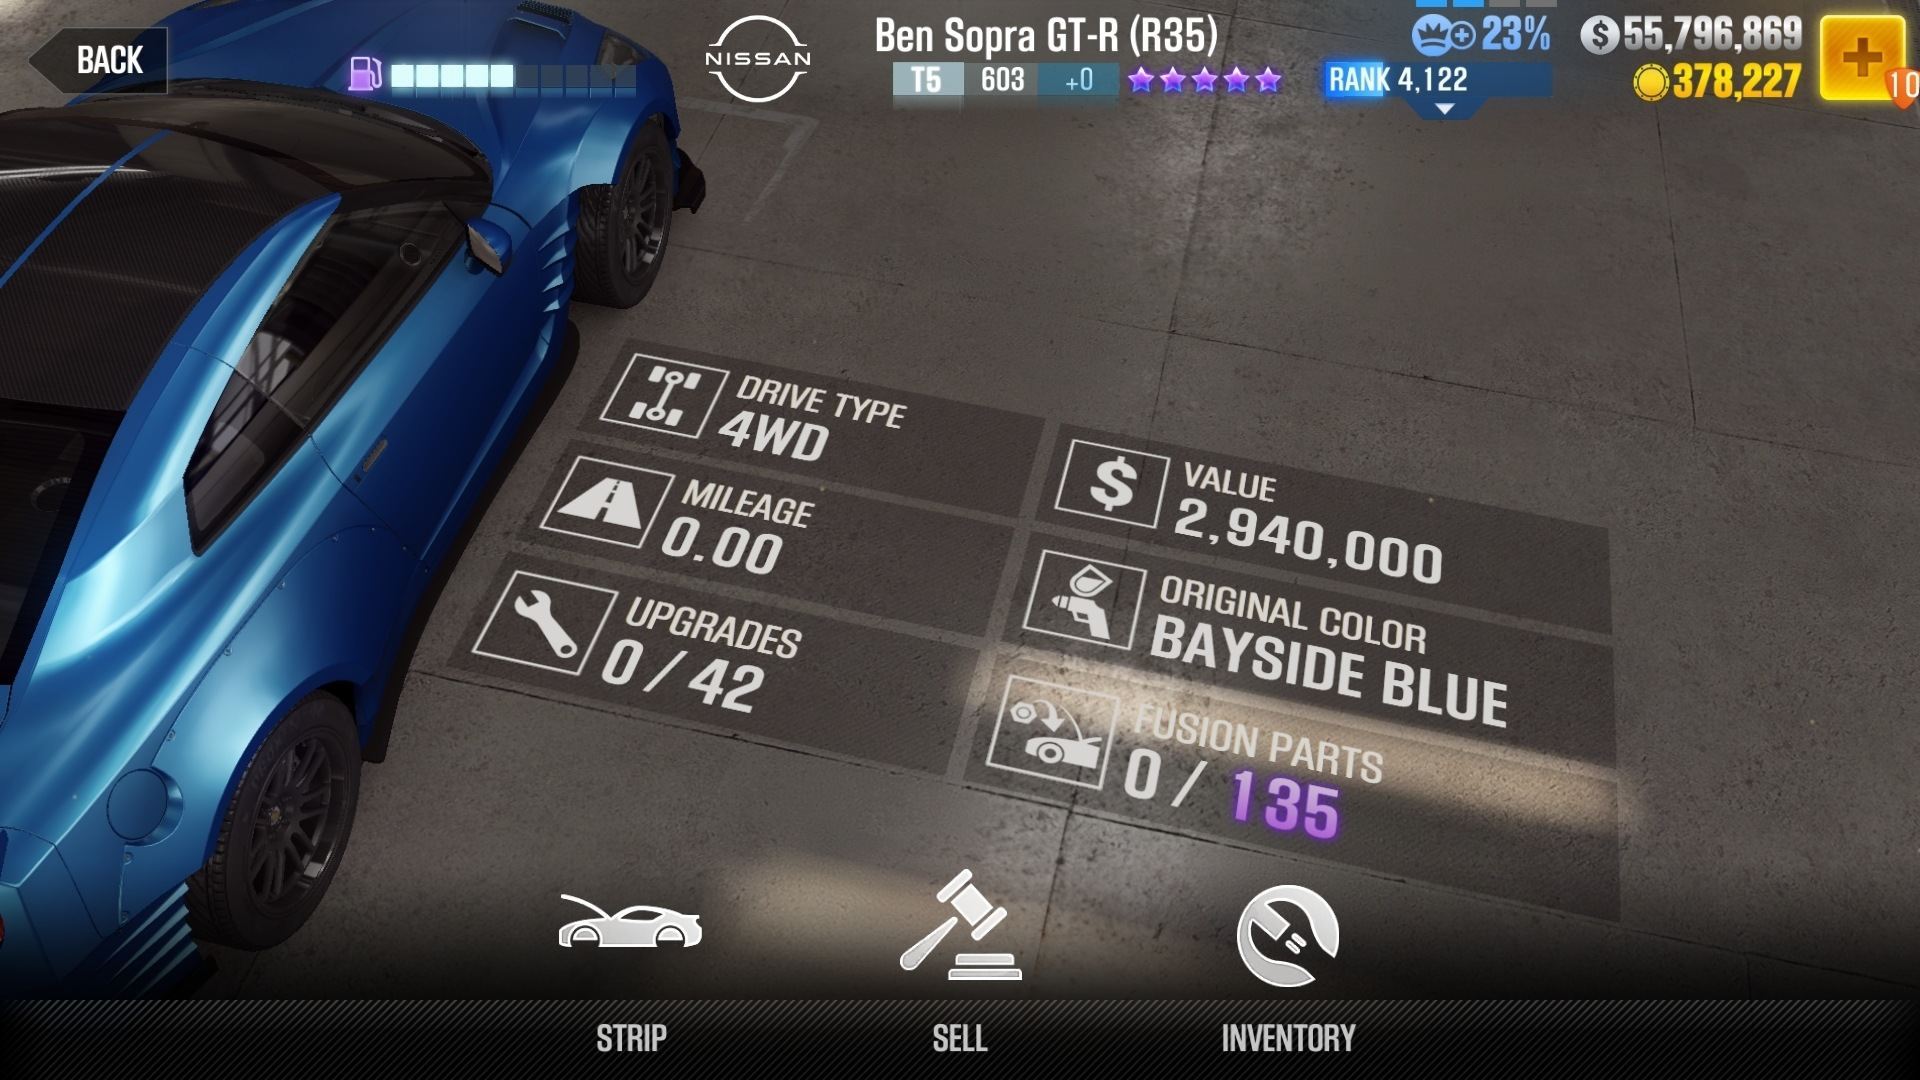 BACK
NISSAN
Ben Sopra GT-R (R35)
T5 603 +0
23%
RANK 4,122
$ 55,796,869
378,227
10
DRIVE TYPE
4WD
MILEAGE
0.00
UPGRADES
0 / 42
$ VALUE
2,940,000
ORIGINAL COLOR
BAYSIDE BLUE
FUSION PARTS
0 / 135
STRIP
SELL
INVENTORY